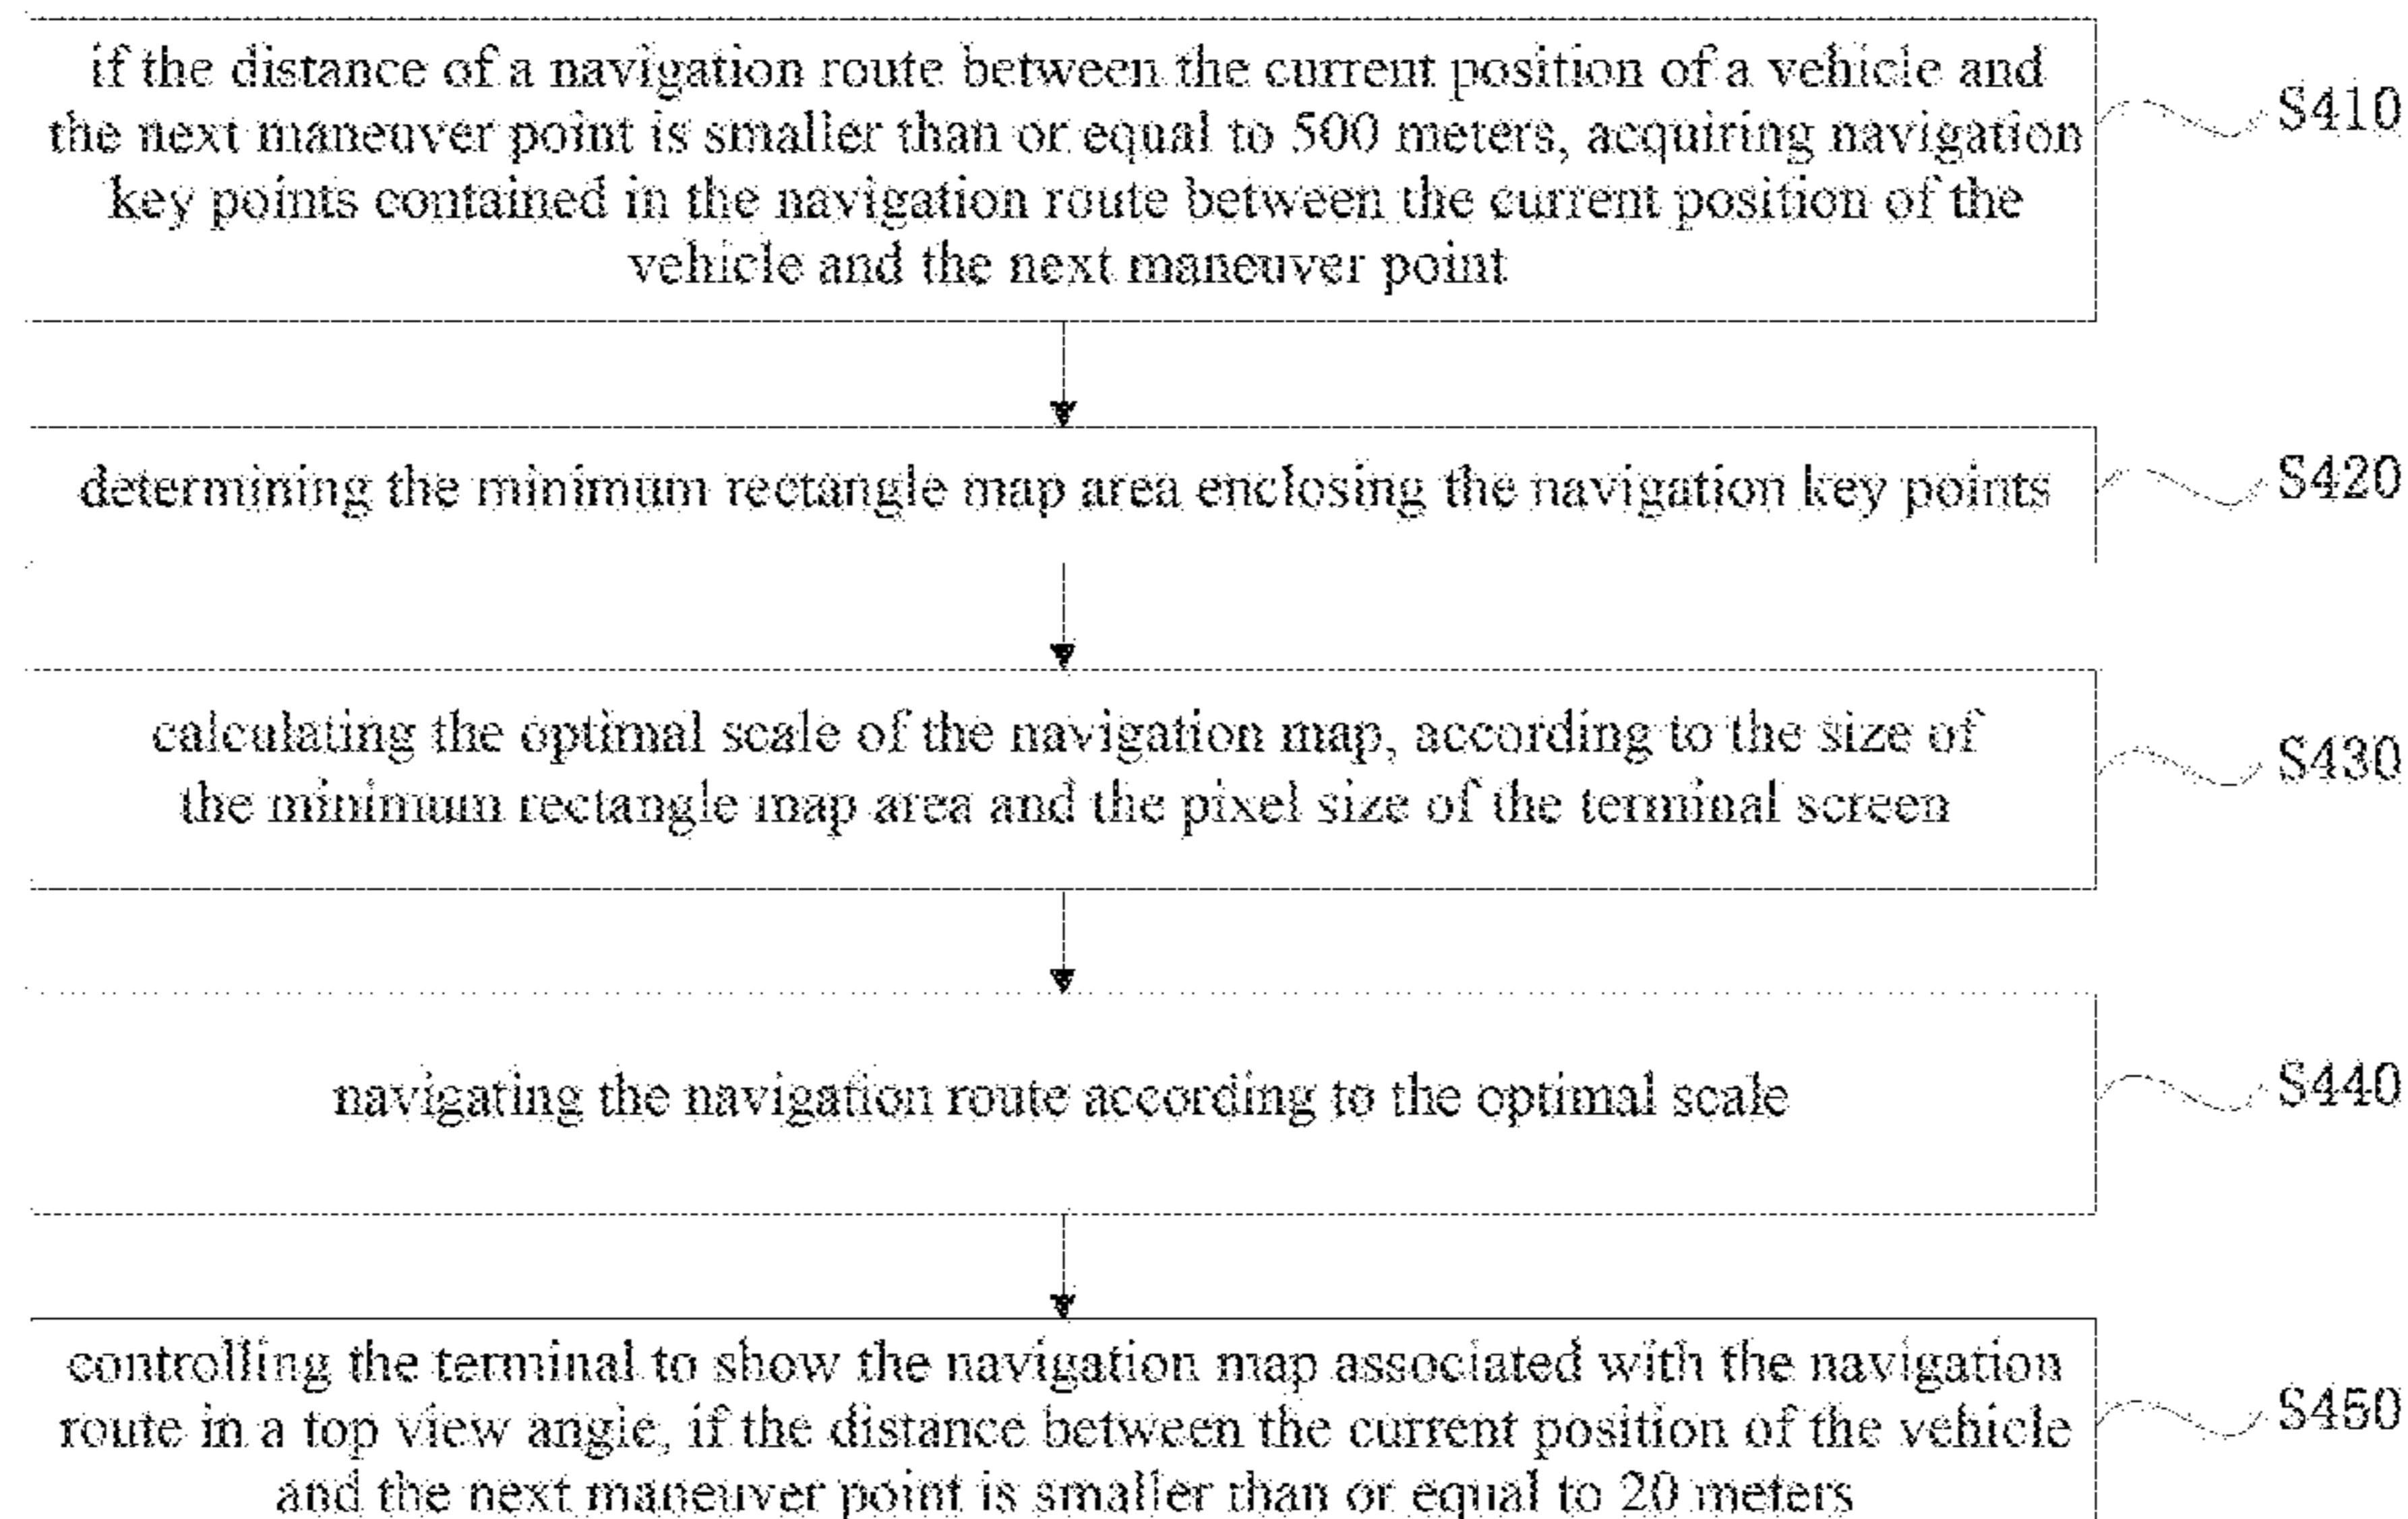 if the distance of a navigation route between the current position of a vehicle and
the next maneuver point is smaller than or equal to 500 meters, acquiring navigation
key points contained in the navigation route between the current position of the
vehicle and the next maneuver point
S410
determining the minimum rectangle map area enclosing the navigation key points
S420
calculating the optimal scale of the navigation map, according to the size of
the minimum rectangle map area and the pixel size of the terminal screen
S430
navigating the navigation route according to the optimal scale
S440
controlling the terminal to show the navigation map associated with the navigation
route in a top view angle, if the distance between the current position of the vehicle
and the next maneuver point is smaller than or equal to 20 meters
S450